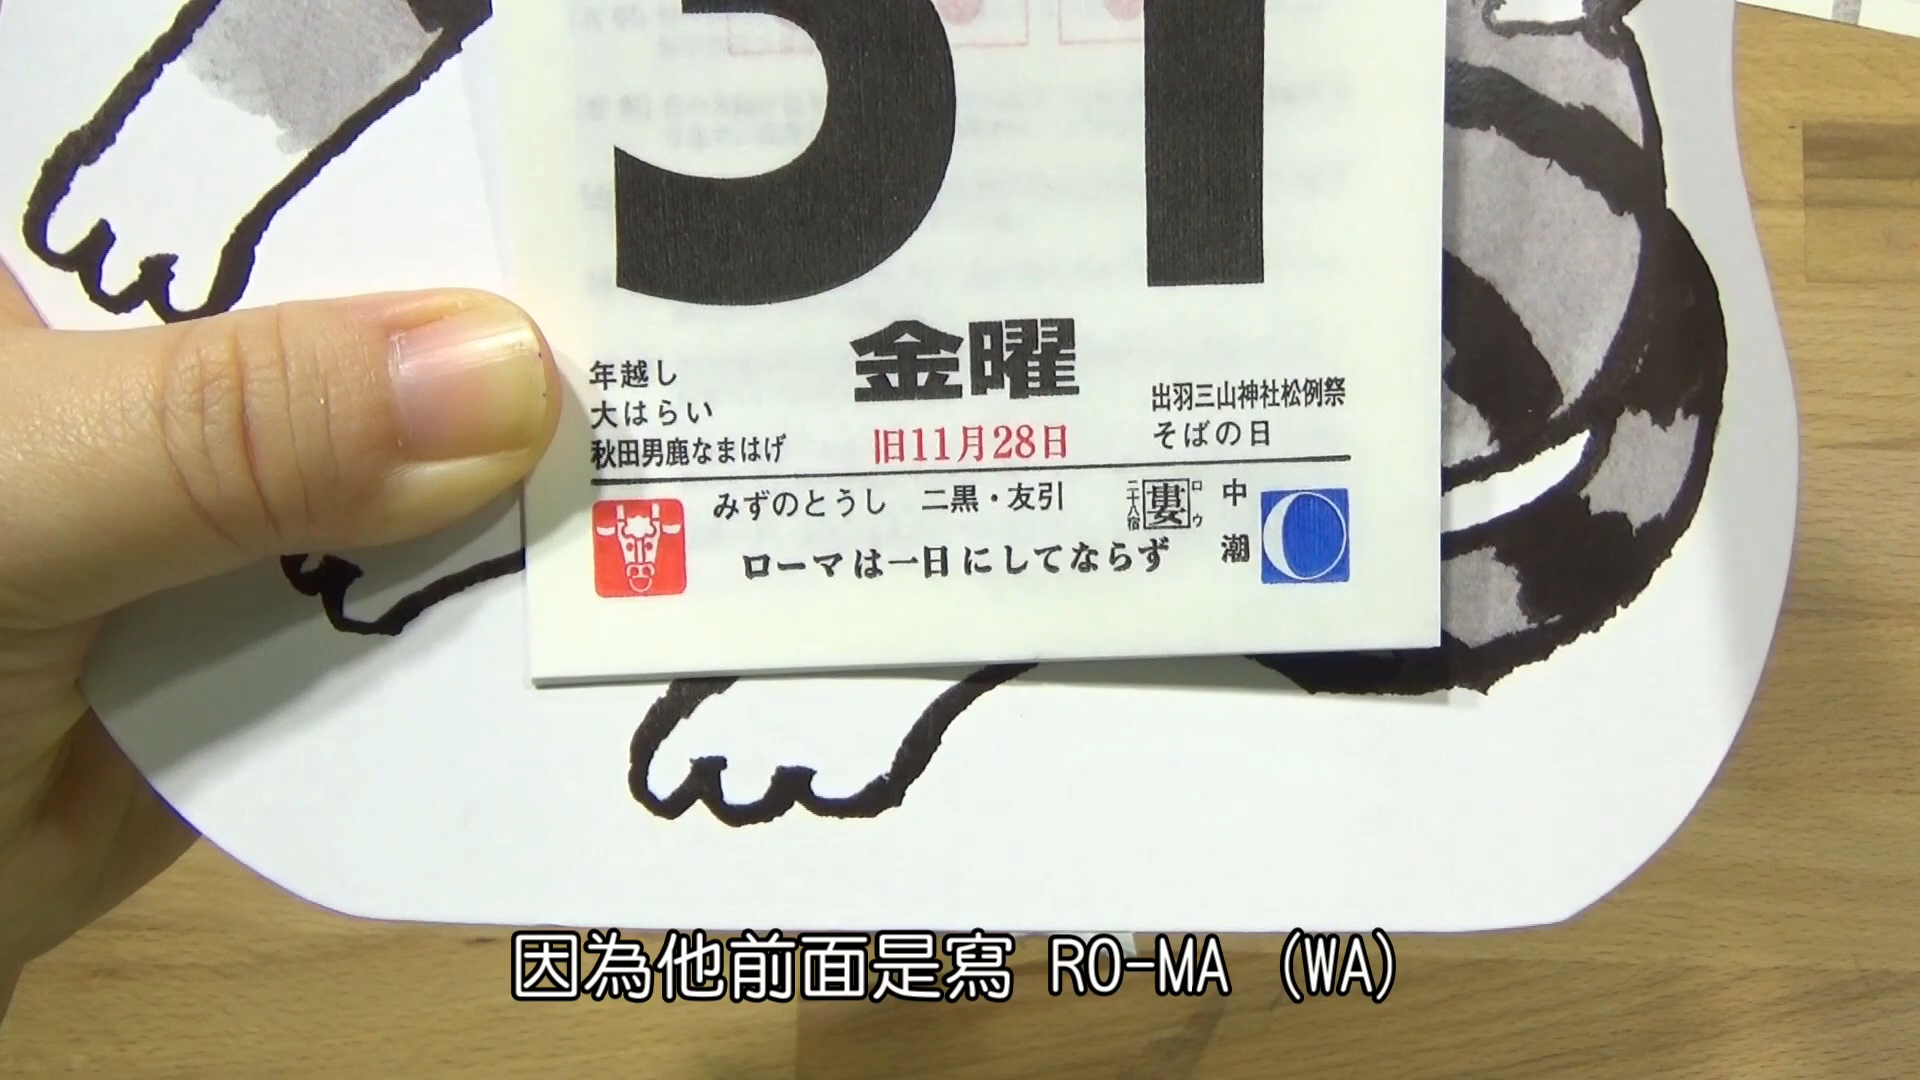 31
金曜
年越し
大はらい
秋田男鹿なまはげ
旧11月28日
出羽三山神社松例祭
そばの日
みずのとうし 二黒・友引
二十八宿 婁 ロウ
中潮
ローマは一日にしてならず
因為他前面是寫 RO-MA (WA)